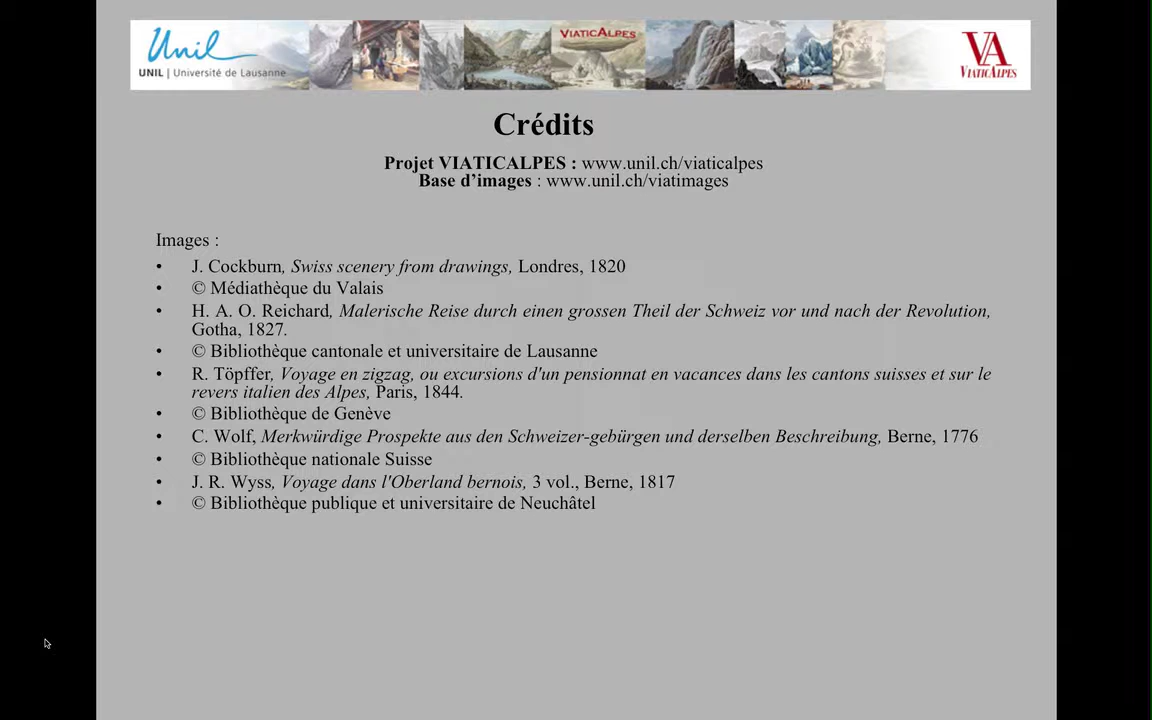 Unil
UNIL | Université de Lausanne
VIATICALPES
VA
VIATICALPES
Crédits
Projet VIATICALPES : www.unil.ch/viaticalpes
Base d'images : www.unil.ch/viatimages
Images :
• J. Cockburn, Swiss scenery from drawings, Londres, 1820
• © Médiathèque du Valais
• H. A. O. Reichard, Malerische Reise durch einen grossen Theil der Schweiz vor und nach der Revolution,
Gotha, 1827.
• © Bibliothèque cantonale et universitaire de Lausanne
• R. Töpffer, Voyage en zigzag, ou excursions d'un pensionnat en vacances dans les cantons suisses et sur le
revers italien des Alpes, Paris, 1844.
• © Bibliothèque de Genève
• C. Wolf, Merkwürdige Prospekte aus den Schweizer-gebürgen und derselben Beschreibung, Berne, 1776
• © Bibliothèque nationale Suisse
• J. R. Wyss, Voyage dans l'Oberland bernois, 3 vol., Berne, 1817
• © Bibliothèque publique et universitaire de Neuchâtel